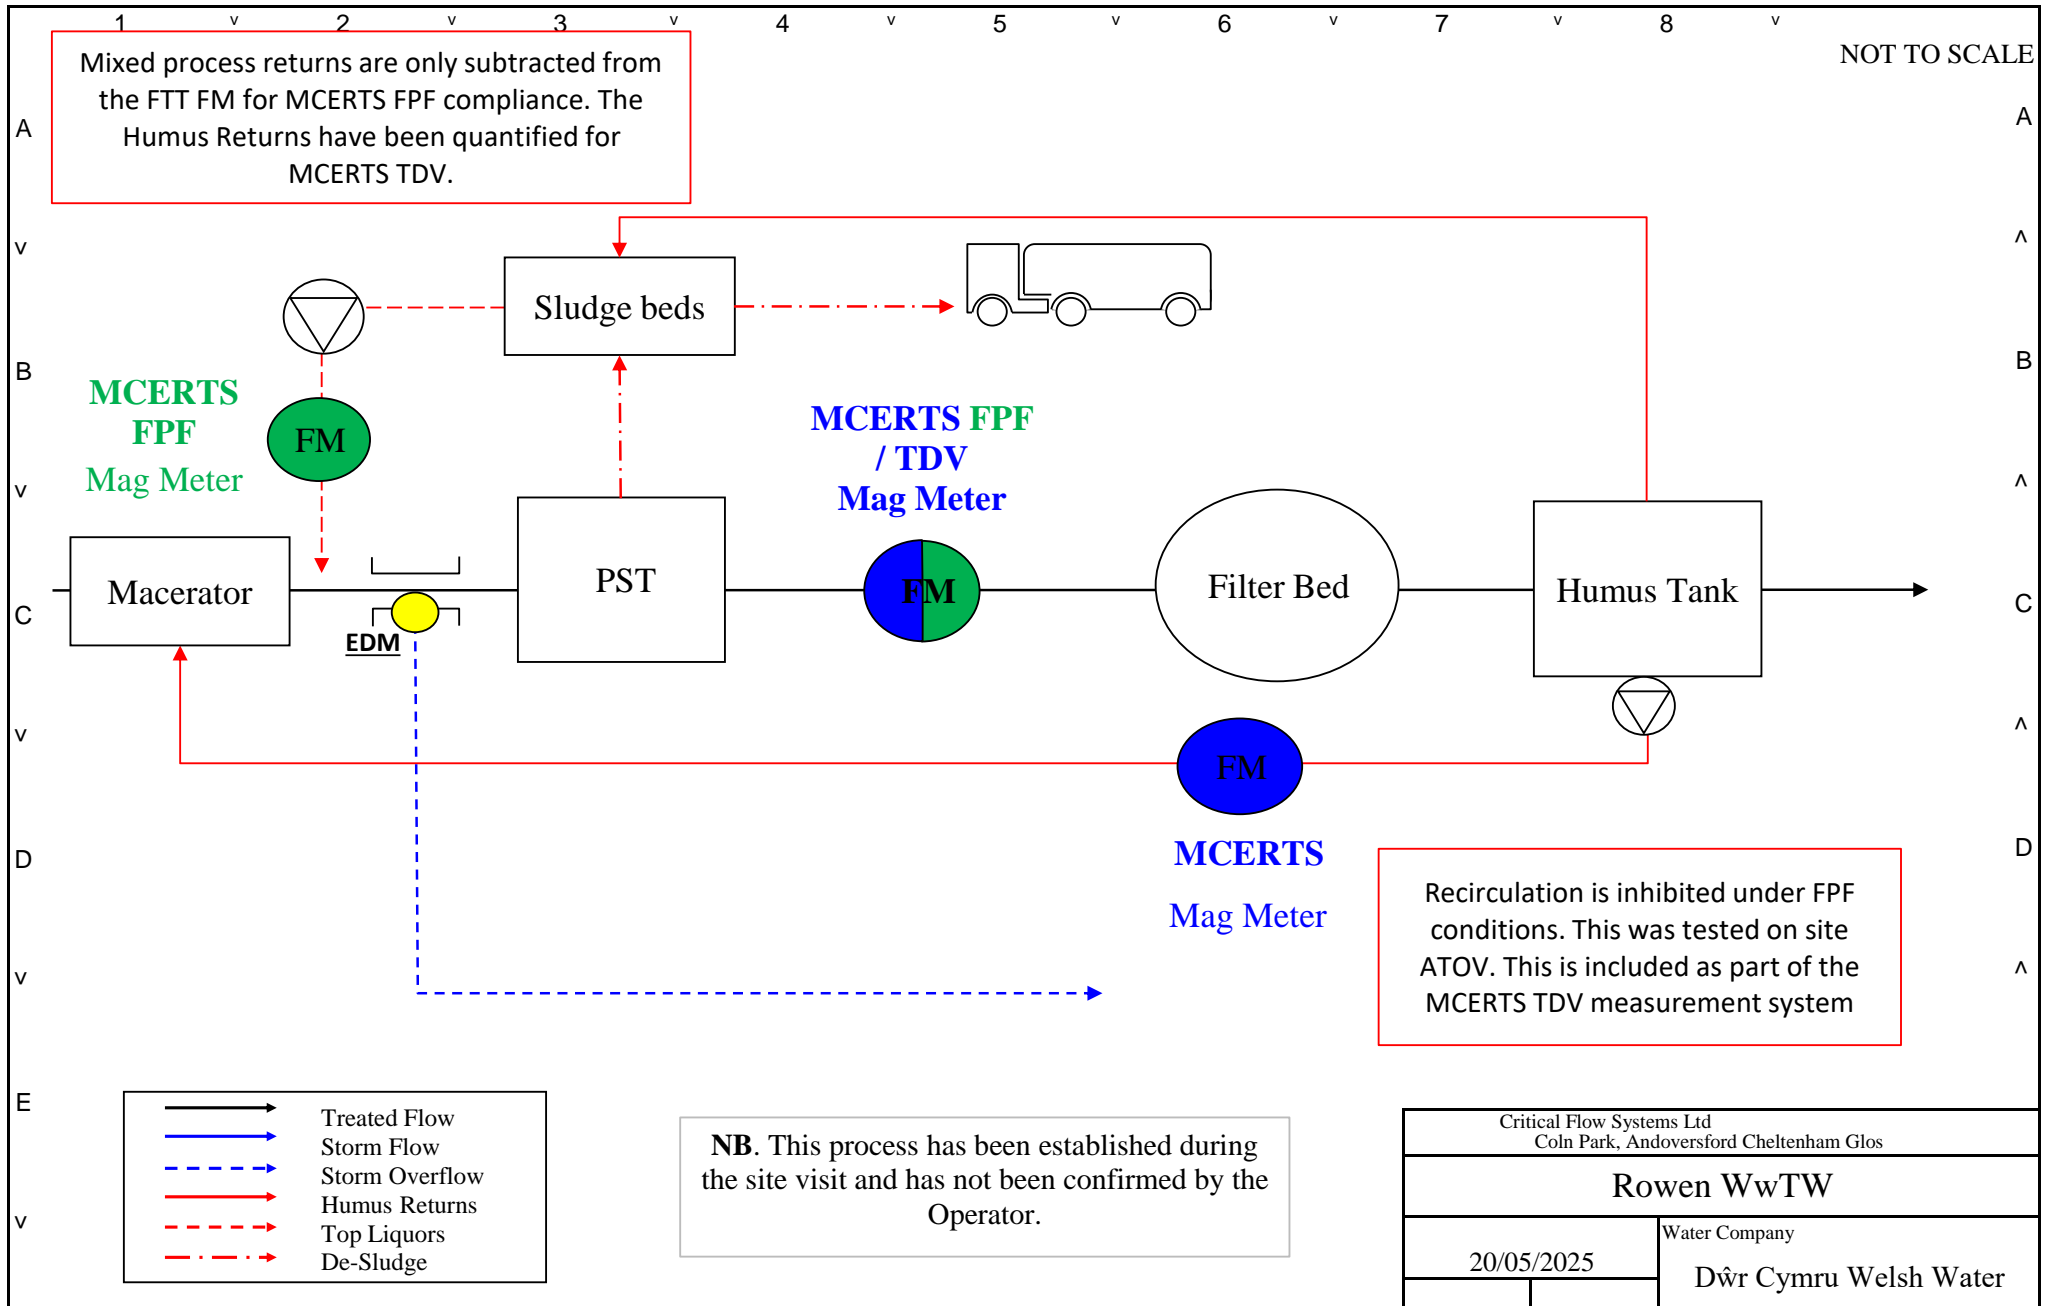 1 v 2 v 3 v 4 v 5 v 6 v 7 v 8 v
NOT TO SCALE
Mixed process returns are only subtracted from
the FTT FM for MCERTS FPF compliance. The
Humus Returns have been quantified for
MCERTS TDV.
A A
v ^
Sludge beds
B B
MCERTS
FPF
Mag Meter
FM
MCERTS FPF
/ TDV
Mag Meter
v ^
Macerator
PST
FM
Filter Bed
Humus Tank
C C
EDM
v ^
FM
MCERTS
Mag Meter
D D
Recirculation is inhibited under FPF
conditions. This was tested on site
ATOV. This is included as part of the
MCERTS TDV measurement system
v ^
E
Treated Flow
Storm Flow
Storm Overflow
Humus Returns
Top Liquors
De-Sludge
NB. This process has been established during
the site visit and has not been confirmed by the
Operator.
v
Critical Flow Systems Ltd
Coln Park, Andoversford Cheltenham Glos
Rowen WwTW
20/05/2025
Water Company
Dŵr Cymru Welsh Water